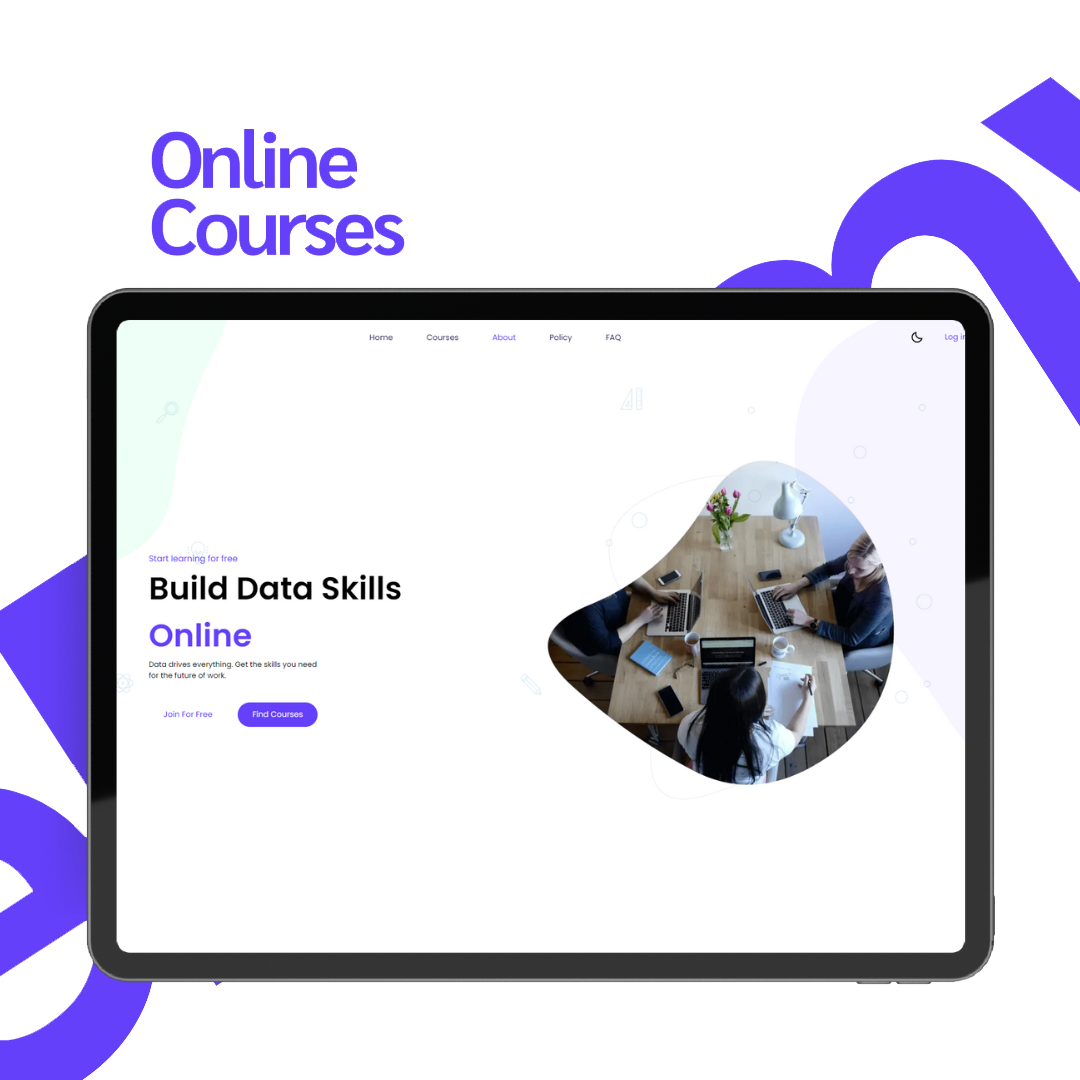 Online
Courses
Home Courses About Policy FAQ Log in
Start learning for free
Build Data Skills
Online
Data drives everything. Get the skills you need
for the future of work.
Join For Free Find Courses